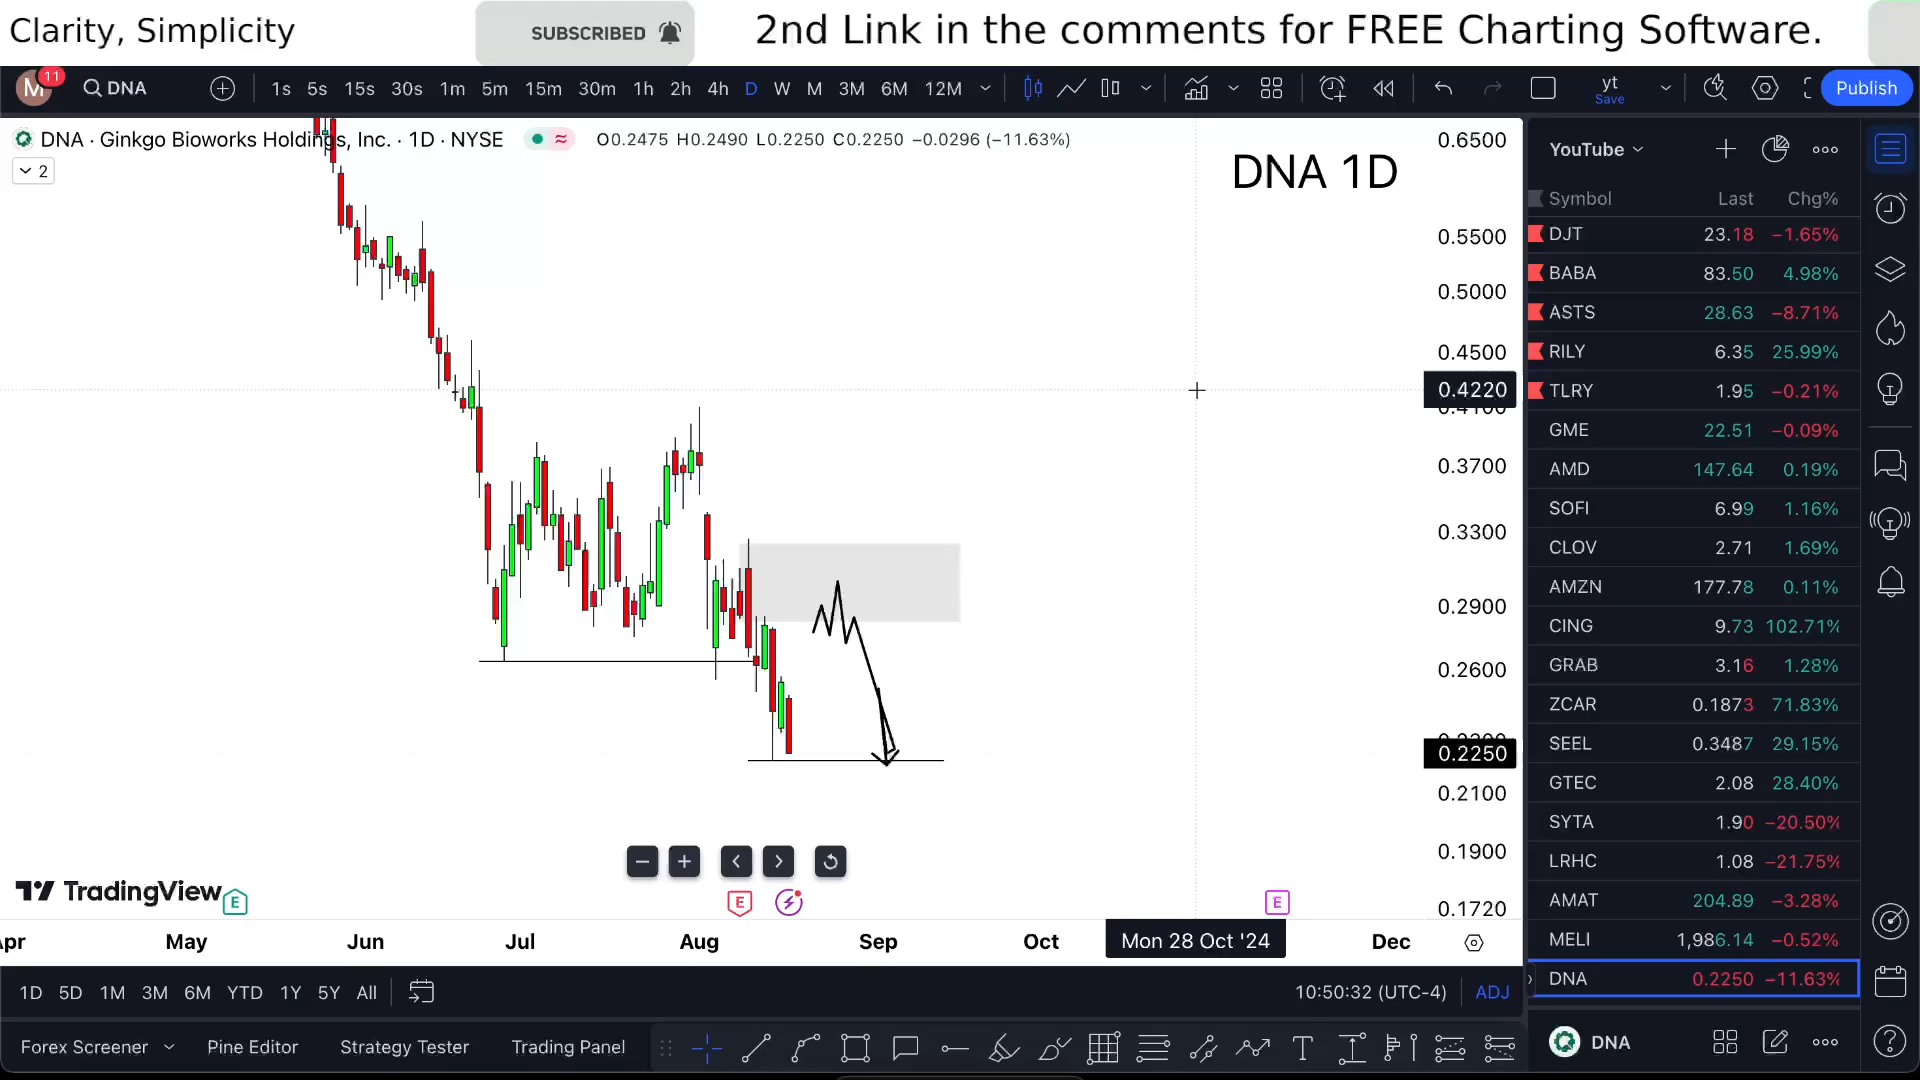 Clarity, Simplicity
SUBSCRIBED
2nd Link in the comments for FREE Charting Software.
M 11 DNA 1s 5s 15s 30s 1m 5m 15m 30m 1h 2h 4h D W M 3M 6M 12M yt Save Publish
DNA · Ginkgo Bioworks Holdings, Inc. · 1D · NYSE O0.2475 H0.2490 L0.2250 C0.2250 −0.0296 (−11.63%)
2
DNA 1D
0.6500
0.5500
0.5000
0.4500
0.4220
0.4100
0.3700
0.3300
0.2900
0.2600
0.2250
0.2100
0.1900
0.1720
TradingView
E
E
E
May Jun Jul Aug Sep Oct Mon 28 Oct '24 Dec
1D 5D 1M 3M 6M YTD 1Y 5Y All 10:50:32 (UTC-4) ADJ
Forex Screener Pine Editor Strategy Tester Trading Panel
YouTube
Symbol Last Chg%
DJT 23.18 −1.65%
BABA 83.50 4.98%
ASTS 28.63 −8.71%
RILY 6.35 25.99%
TLRY 1.95 −0.21%
GME 22.51 −0.09%
AMD 147.64 0.19%
SOFI 6.99 1.16%
CLOV 2.71 1.69%
AMZN 177.78 0.11%
CING 9.73 102.71%
GRAB 3.16 1.28%
ZCAR 0.1873 71.83%
SEEL 0.3487 29.15%
GTEC 2.08 28.40%
SYTA 1.90 −20.50%
LRHC 1.08 −21.75%
AMAT 204.89 −3.28%
MELI 1,986.14 −0.52%
DNA 0.2250 −11.63%
DNA